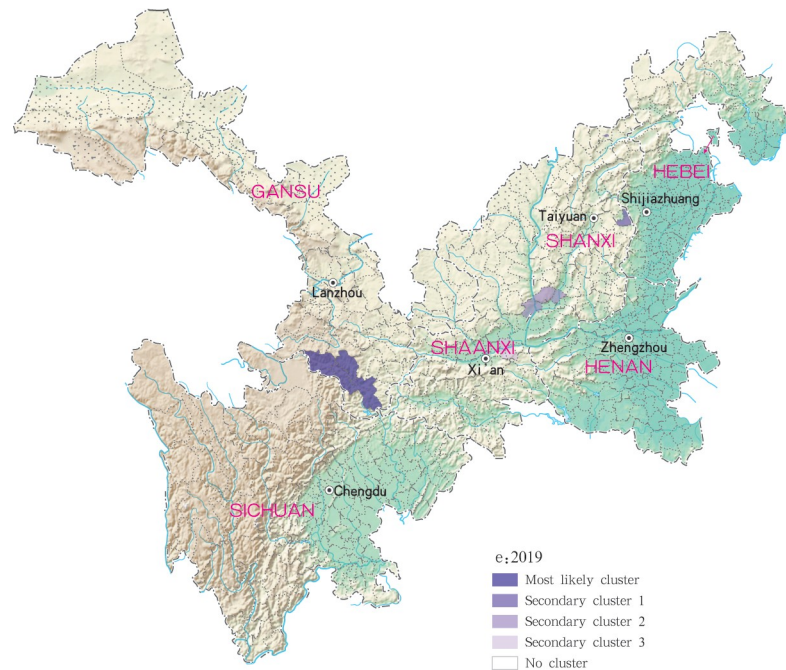 GANSU
HEBEI
Shijiazhuang
Taiyuan
SHANXI
Lanzhou
SHAANXI
Xi'an
Zhengzhou
HENAN
Chengdu
SICHUAN
e:2019
Most likely cluster
Secondary cluster 1
Secondary cluster 2
Secondary cluster 3
No cluster